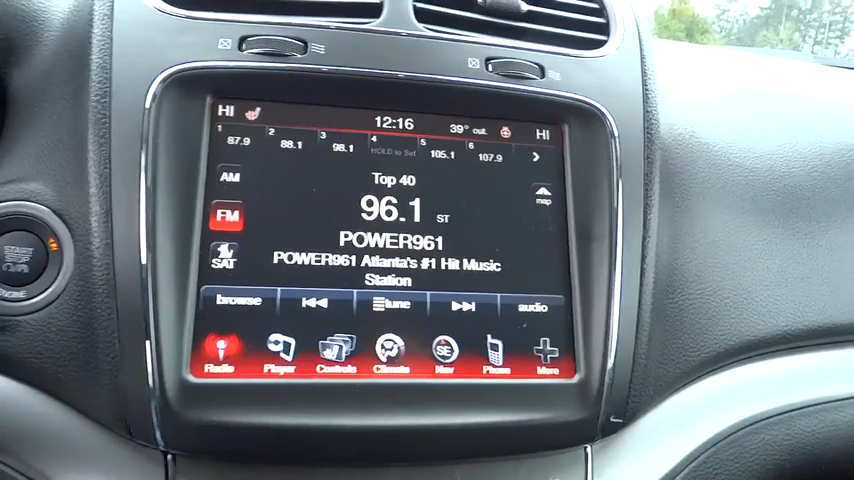 HI 12:16 39° out HI
1 2 3 4 5 6
87.9 88.1 98.1 HOLD to Set 105.1 107.9
AM Top 40
map
FM 96.1 ST
POWER961
SAT POWER961 Atlanta's #1 Hit Music
Station
browse tune audio
Radio Player Controls Climate Nav Phone More
SE
START
STOP
ENGINE